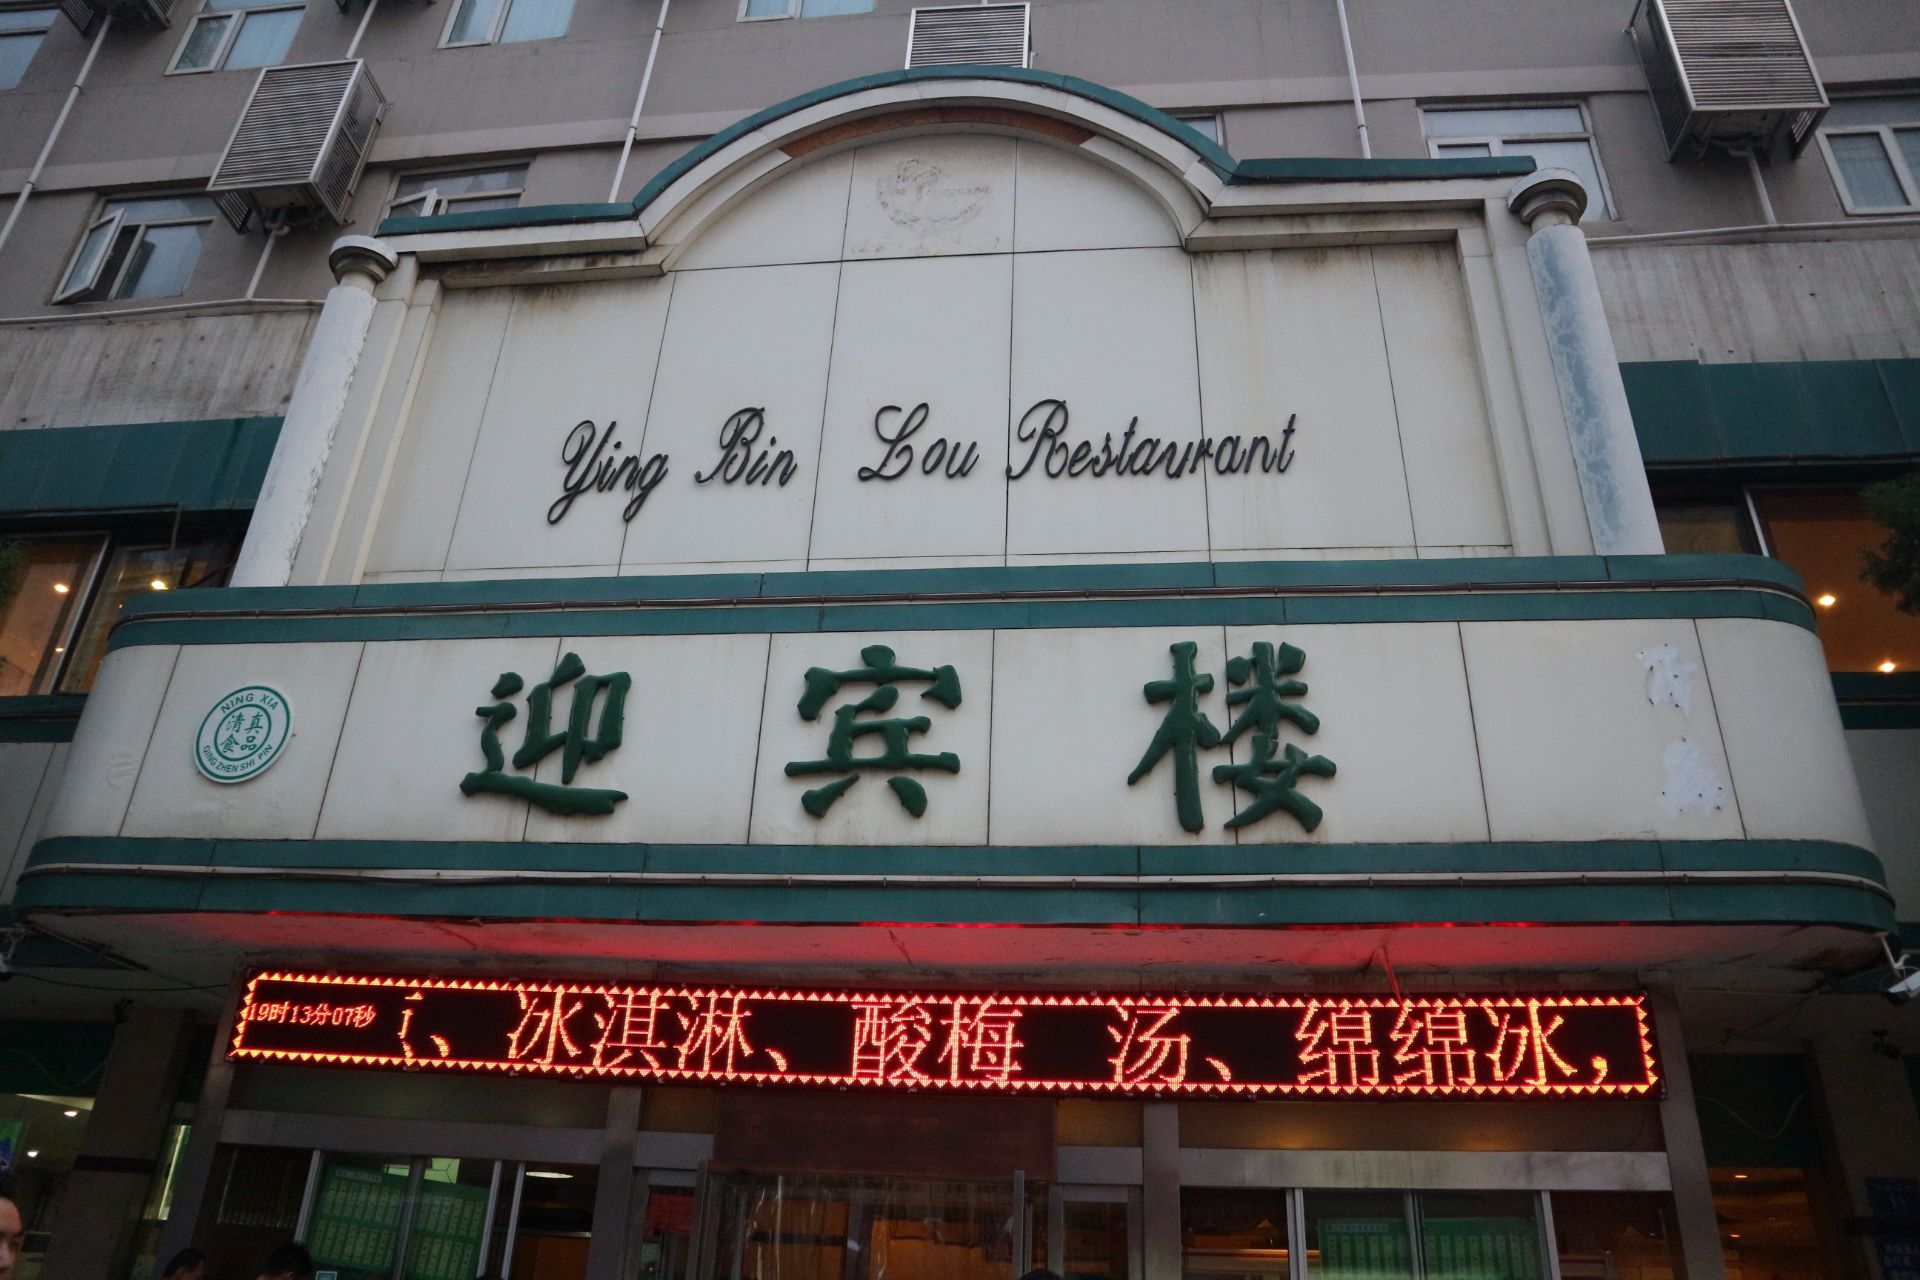 Ying Bin Lou Restaurant
NING XIA
清真
食品
QING ZHEN SHI PIN
迎宾楼
19时13分07秒
、冰淇淋、酸梅 汤、绵绵冰，